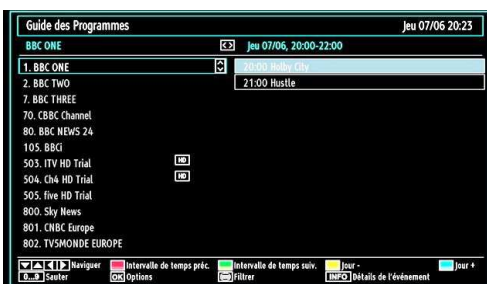 Guide des Programmes Jeu 07/06 20:23
BBC ONE Jeu 07/06, 20:00-22:00
1. BBC ONE 20:00 Holby City
2. BBC TWO 21:00 Hustle
7. BBC THREE
70. CBBC Channel
80. BBC NEWS 24
105. BBCi
503. ITV HD Trial HD
504. Ch4 HD Trial HD
505. five HD Trial
800. Sky News
801. CNBC Europe
802. TV5MONDE EUROPE
Naviguer Intervalle de temps préc. Intervalle de temps suiv. Jour - Jour +
0...9 Sauter OK Options Filtrer INFO Détails de l'événement